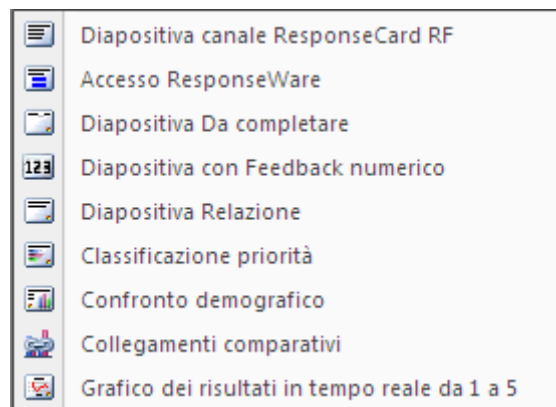 Diapositiva canale ResponseCard RF
Accesso ResponseWare
Diapositiva Da completare
123 Diapositiva con Feedback numerico
Diapositiva Relazione
Classificazione priorità
Confronto demografico
Collegamenti comparativi
Grafico dei risultati in tempo reale da 1 a 5